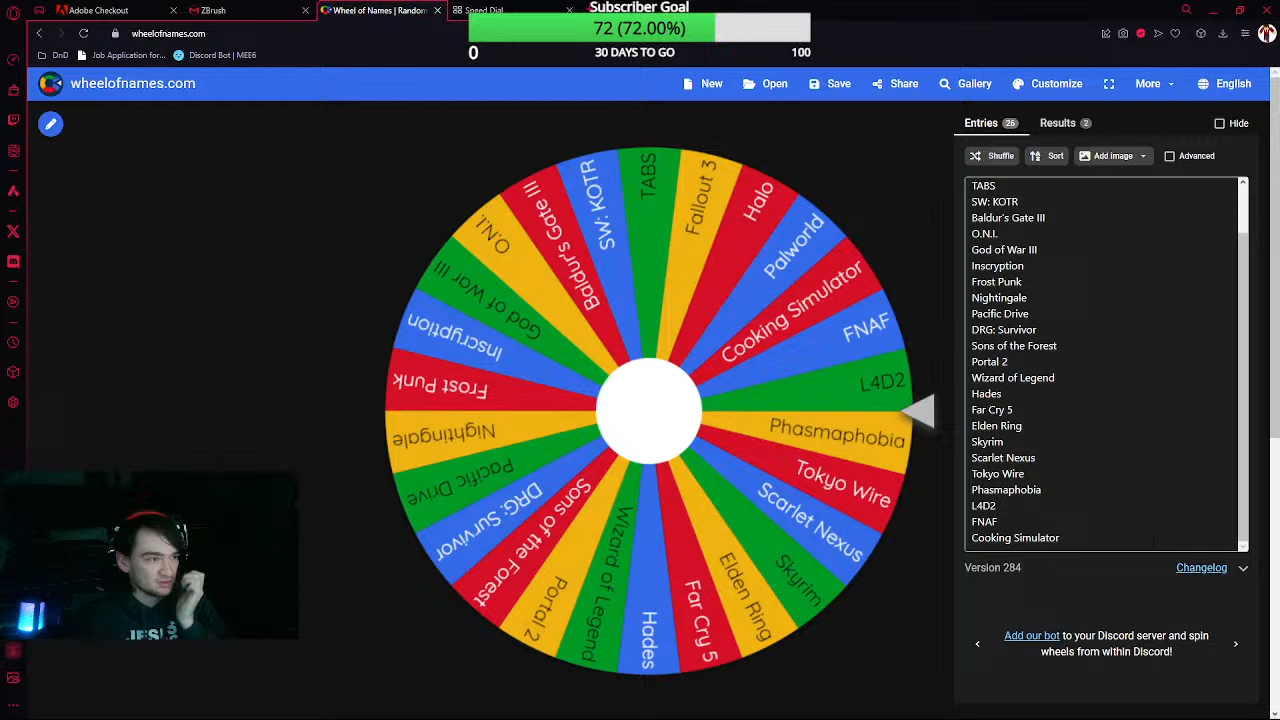 Adobe Checkout
ZBrush
Wheel of Names | Random
Speed Dial
Subscriber Goal
72 (72.00%)
0
30 DAYS TO GO
100
wheelofnames.com
DnD
Job Application for...
Discord Bot | MEE6
wheelofnames.com
New
Open
Save
Share
Gallery
Customize
More
English
Entries 26
Results 2
Hide
Shuffle
Sort
Add image
Advanced
TABS
SW: KOTR
Baldur's Gate III
O.N.I.
God of War III
Inscryption
Frost Punk
Nightingale
Pacific Drive
DRG: Survivor
Sons of the Forest
Portal 2
Wizard of Legend
Hades
Far Cry 5
Elden Ring
Skyrim
Scarlet Nexus
Tokyo Wire
Phasmaphobia
L4D2
FNAF
Cooking Simulator
TABS
Fallout 3
Halo
Palworld
Cooking Simulator
FNAF
L4D2
Phasmaphobia
Tokyo Wire
Scarlet Nexus
Skyrim
Elden Ring
Far Cry 5
Hades
Wizard of Legend
Portal 2
Sons of the Forest
DRG: Survivor
Pacific Drive
Nightingale
Frost Punk
Inscryption
God of War III
O.N.I.
Baldur's Gate III
SW: KOTR
Version 284
Changelog
Add our bot to your Discord server and spin
wheels from within Discord!